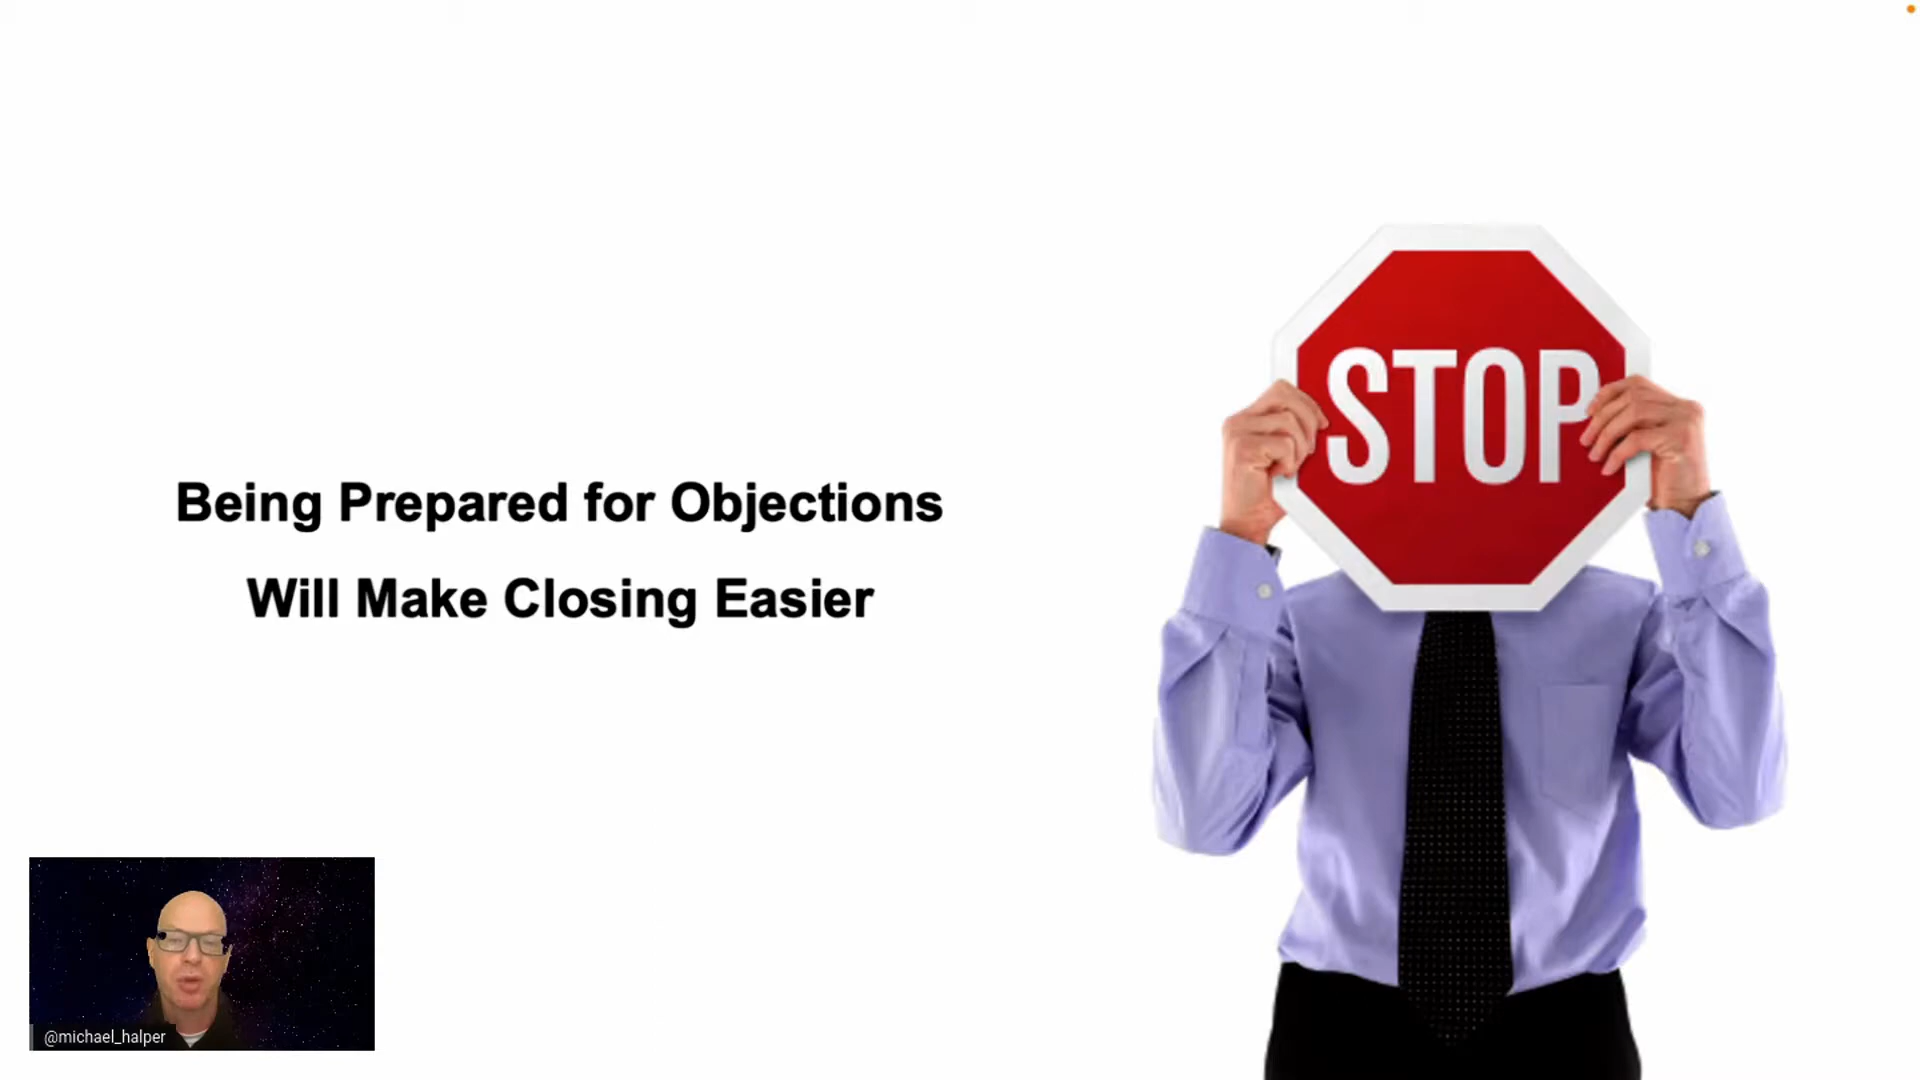 STOP
Being Prepared for Objections
Will Make Closing Easier
@michael_halper